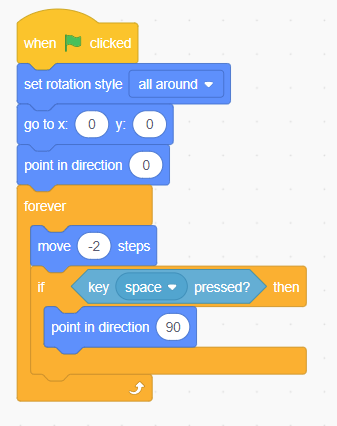 when clicked
set rotation style all around
go to x: 0 y: 0
point in direction 0
forever
move -2 steps
if key space pressed? then
point in direction 90